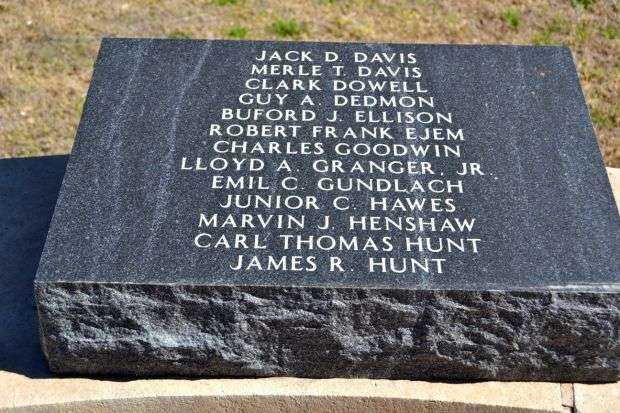 JACK D. DAVIS
MERLE T. DAVIS
CLARK DOWELL
GUY A. DEDMON
BUFORD J. ELLISON
ROBERT FRANK EJEM
CHARLES GOODWIN
LLOYD A. GRANGER, JR.
EMIL C. GUNDLACH
JUNIOR C. HAWES
MARVIN J. HENSHAW
CARL THOMAS HUNT
JAMES R. HUNT